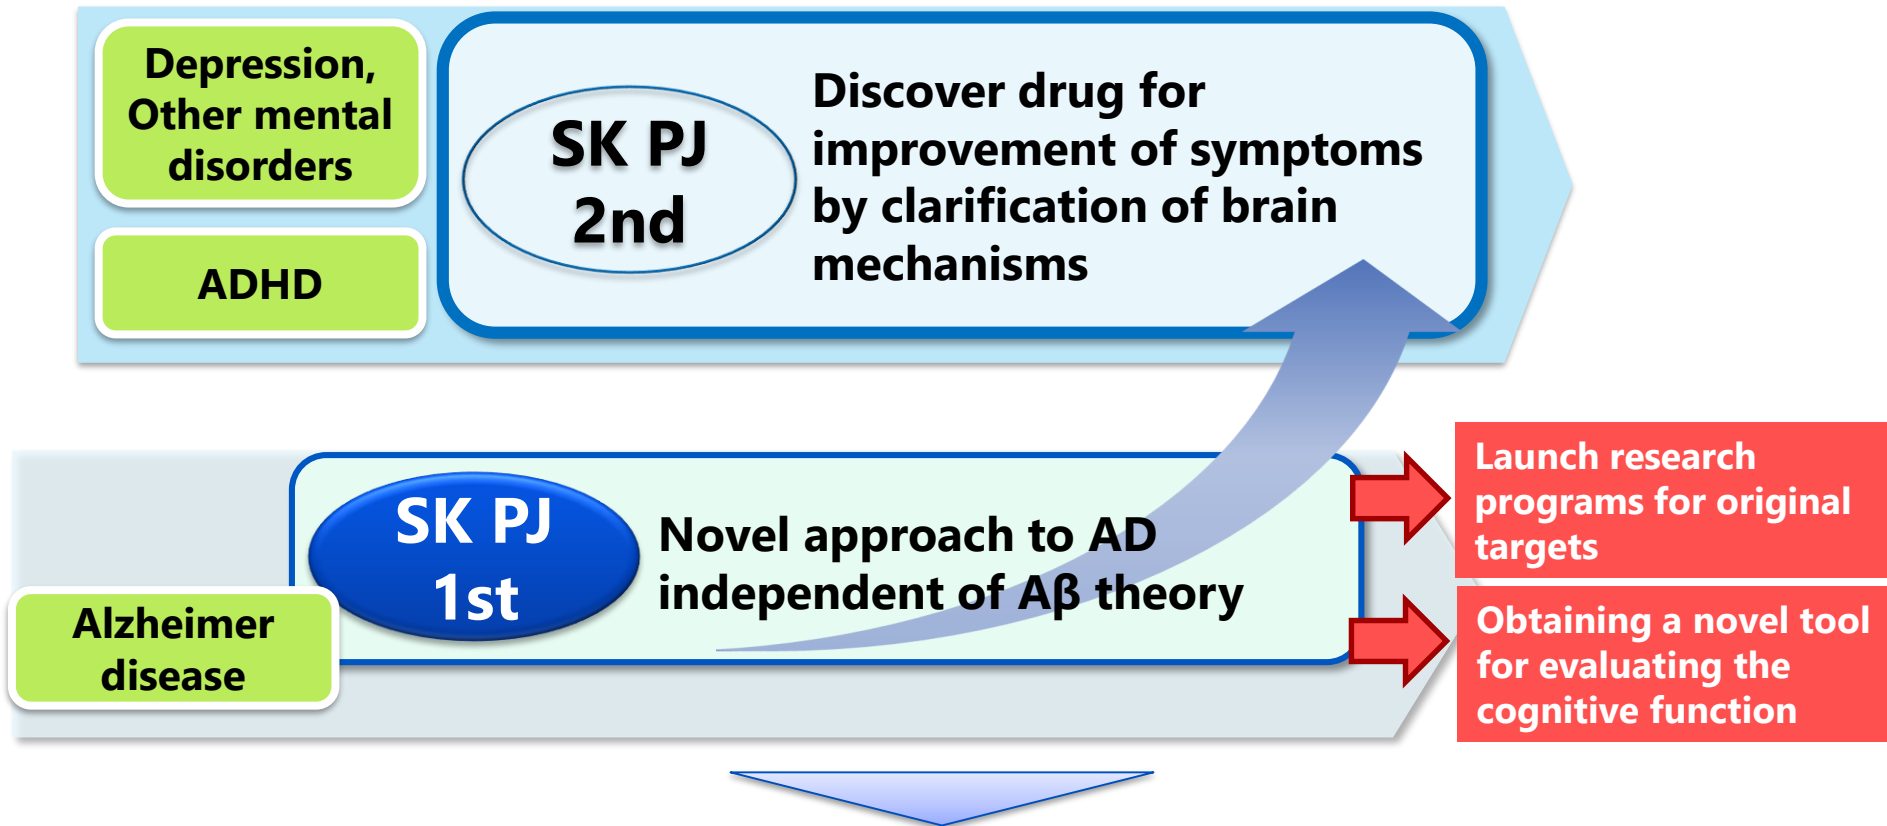 Depression,
Other mental
disorders
ADHD
SK PJ
2nd
Discover drug for
improvement of symptoms
by clarification of brain
mechanisms
SK PJ
1st
Novel approach to AD
independent of Aβ theory
Alzheimer
disease
Launch research
programs for original
targets
Obtaining a novel tool
for evaluating the
cognitive function